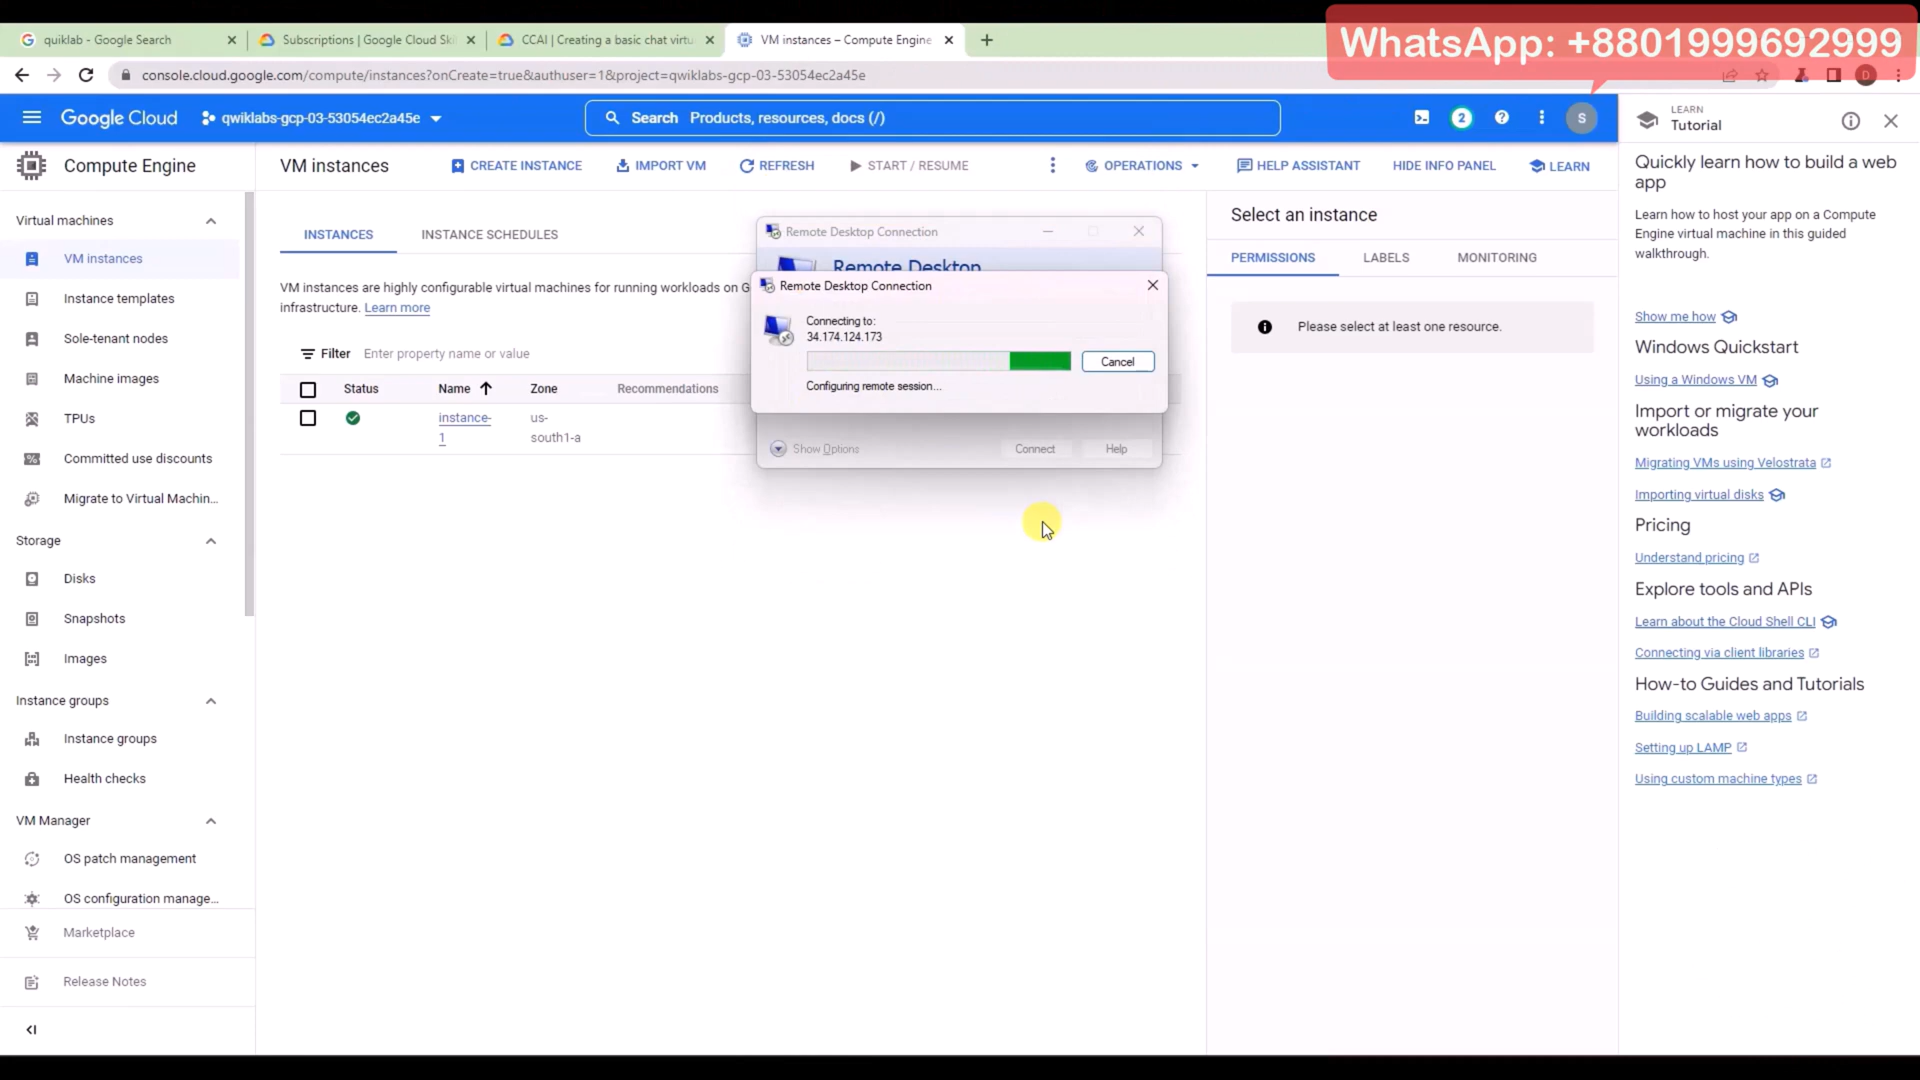 WhatsApp: +8801999692999
quiklab - Google Search
Subscriptions | Google Cloud Ski
CCAI | Creating a basic chat virtu
VM instances – Compute Engine
console.cloud.google.com/compute/instances?onCreate=true&authuser=1&project=qwiklabs-gcp-03-53054ec2a45e
D
Google Cloud
qwiklabs-gcp-03-53054ec2a45e
Search Products, resources, docs (/)
2
S
LEARN
Tutorial
Compute Engine
VM instances
CREATE INSTANCE
IMPORT VM
REFRESH
START / RESUME
OPERATIONS
HELP ASSISTANT
HIDE INFO PANEL
LEARN
Virtual machines
VM instances
Instance templates
Sole-tenant nodes
Machine images
TPUs
Committed use discounts
Migrate to Virtual Machin...
Storage
Disks
Snapshots
Images
Instance groups
Instance groups
Health checks
VM Manager
OS patch management
OS configuration manage...
Marketplace
Release Notes
INSTANCES
INSTANCE SCHEDULES
VM instances are highly configurable virtual machines for running workloads on G
infrastructure. Learn more
Filter Enter property name or value
Status
Name
Zone
Recommendations
instance-
1
us-
south1-a
Remote Desktop Connection
Remote Desktop
Remote Desktop Connection
Connecting to:
34.174.124.173
Cancel
Configuring remote session...
Show Options
Connect
Help
Select an instance
PERMISSIONS
LABELS
MONITORING
Please select at least one resource.
Quickly learn how to build a web
app
Learn how to host your app on a Compute
Engine virtual machine in this guided
walkthrough.
Show me how
Windows Quickstart
Using a Windows VM
Import or migrate your
workloads
Migrating VMs using Velostrata
Importing virtual disks
Pricing
Understand pricing
Explore tools and APIs
Learn about the Cloud Shell CLI
Connecting via client libraries
How-to Guides and Tutorials
Building scalable web apps
Setting up LAMP
Using custom machine types